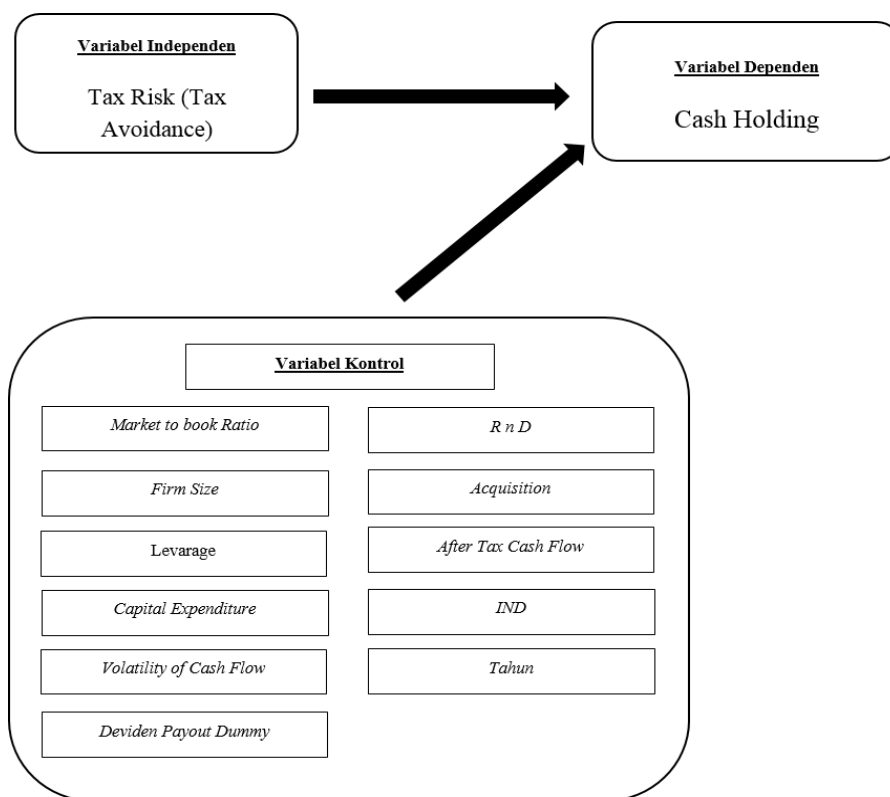 Variabel Independen
Tax Risk (Tax
Avoidance)
Variabel Dependen
Cash Holding
Variabel Kontrol
Market to book Ratio
Firm Size
Levarage
Capital Expenditure
Volatility of Cash Flow
Deviden Payout Dummy
R n D
Acquisition
After Tax Cash Flow
IND
Tahun